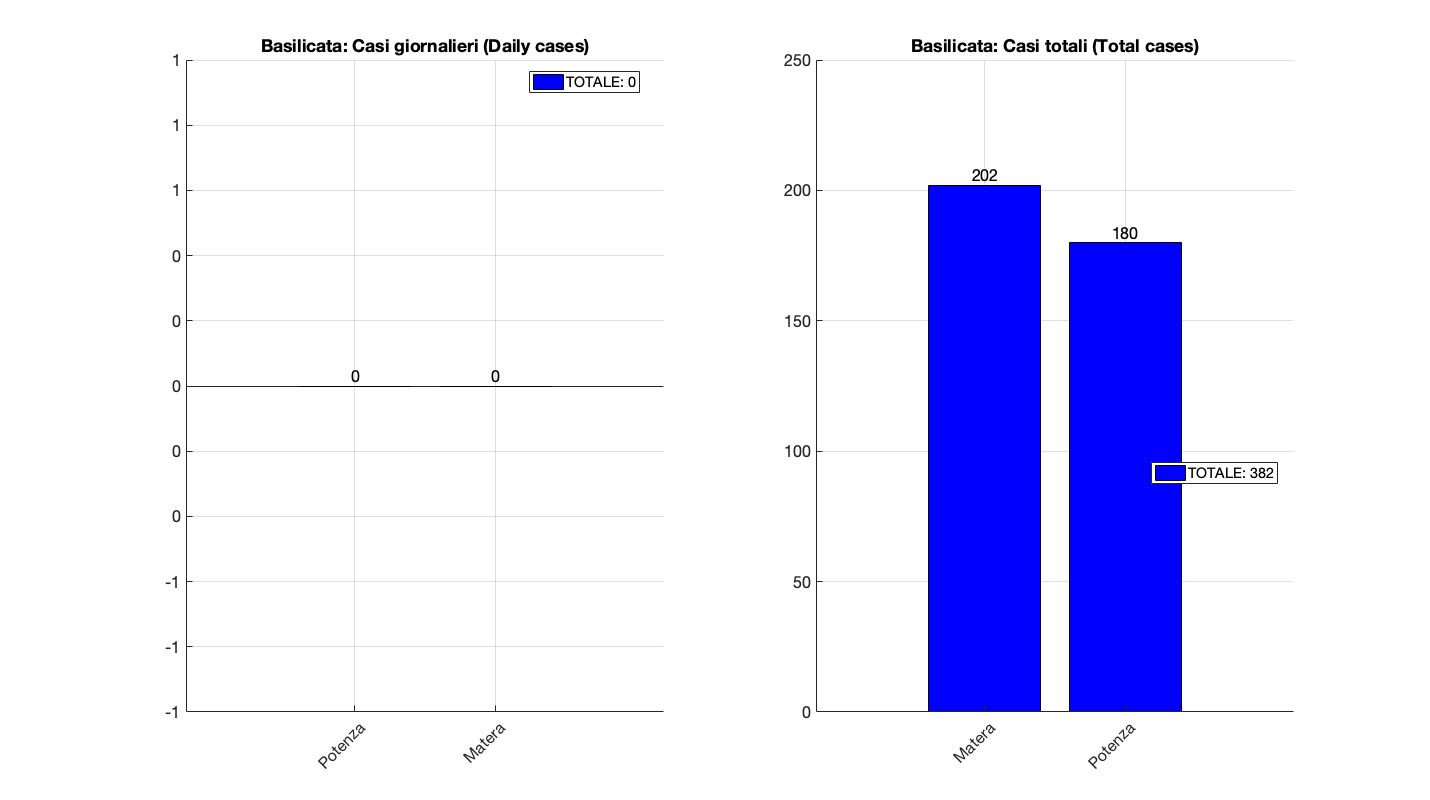 Basilicata: Casi giornalieri (Daily cases)
1
1
1
0
0
0
0
0
-1
-1
-1
TOTALE: 0
0
0
Potenza
Matera
Basilicata: Casi totali (Total cases)
250
200
150
100
50
0
202
180
TOTALE: 382
Matera
Potenza